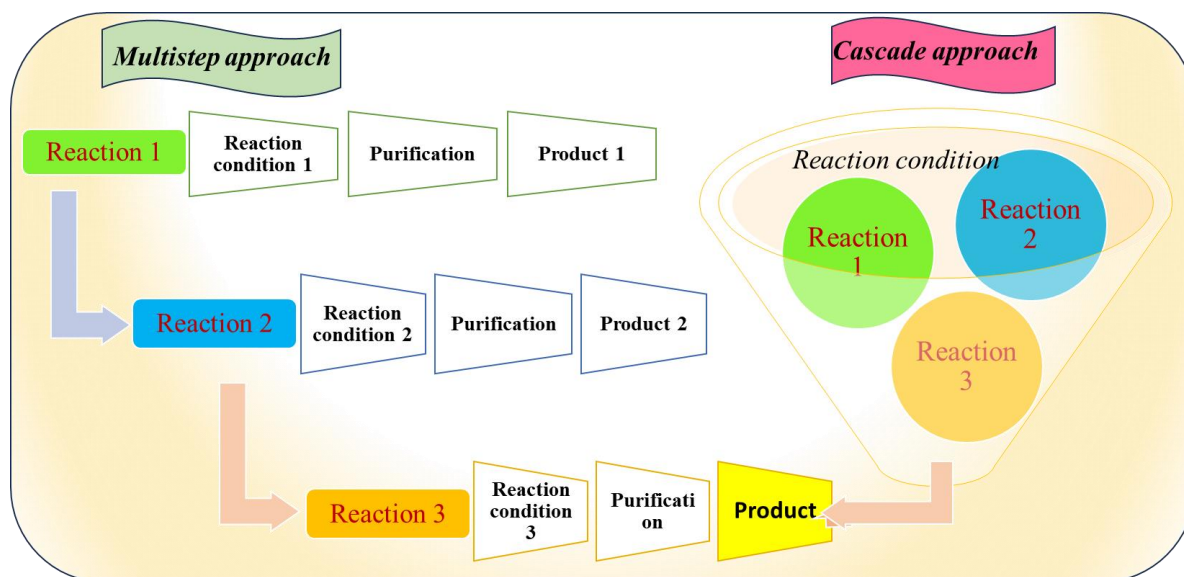 Multistep approach
Cascade approach
Reaction 1
Reaction
condition 1
Purification
Product 1
Reaction condition
Reaction
1
Reaction
2
Reaction 2
Reaction
condition 2
Purification
Product 2
Reaction
3
Reaction 3
Reaction
condition
3
Purificati
on
Product